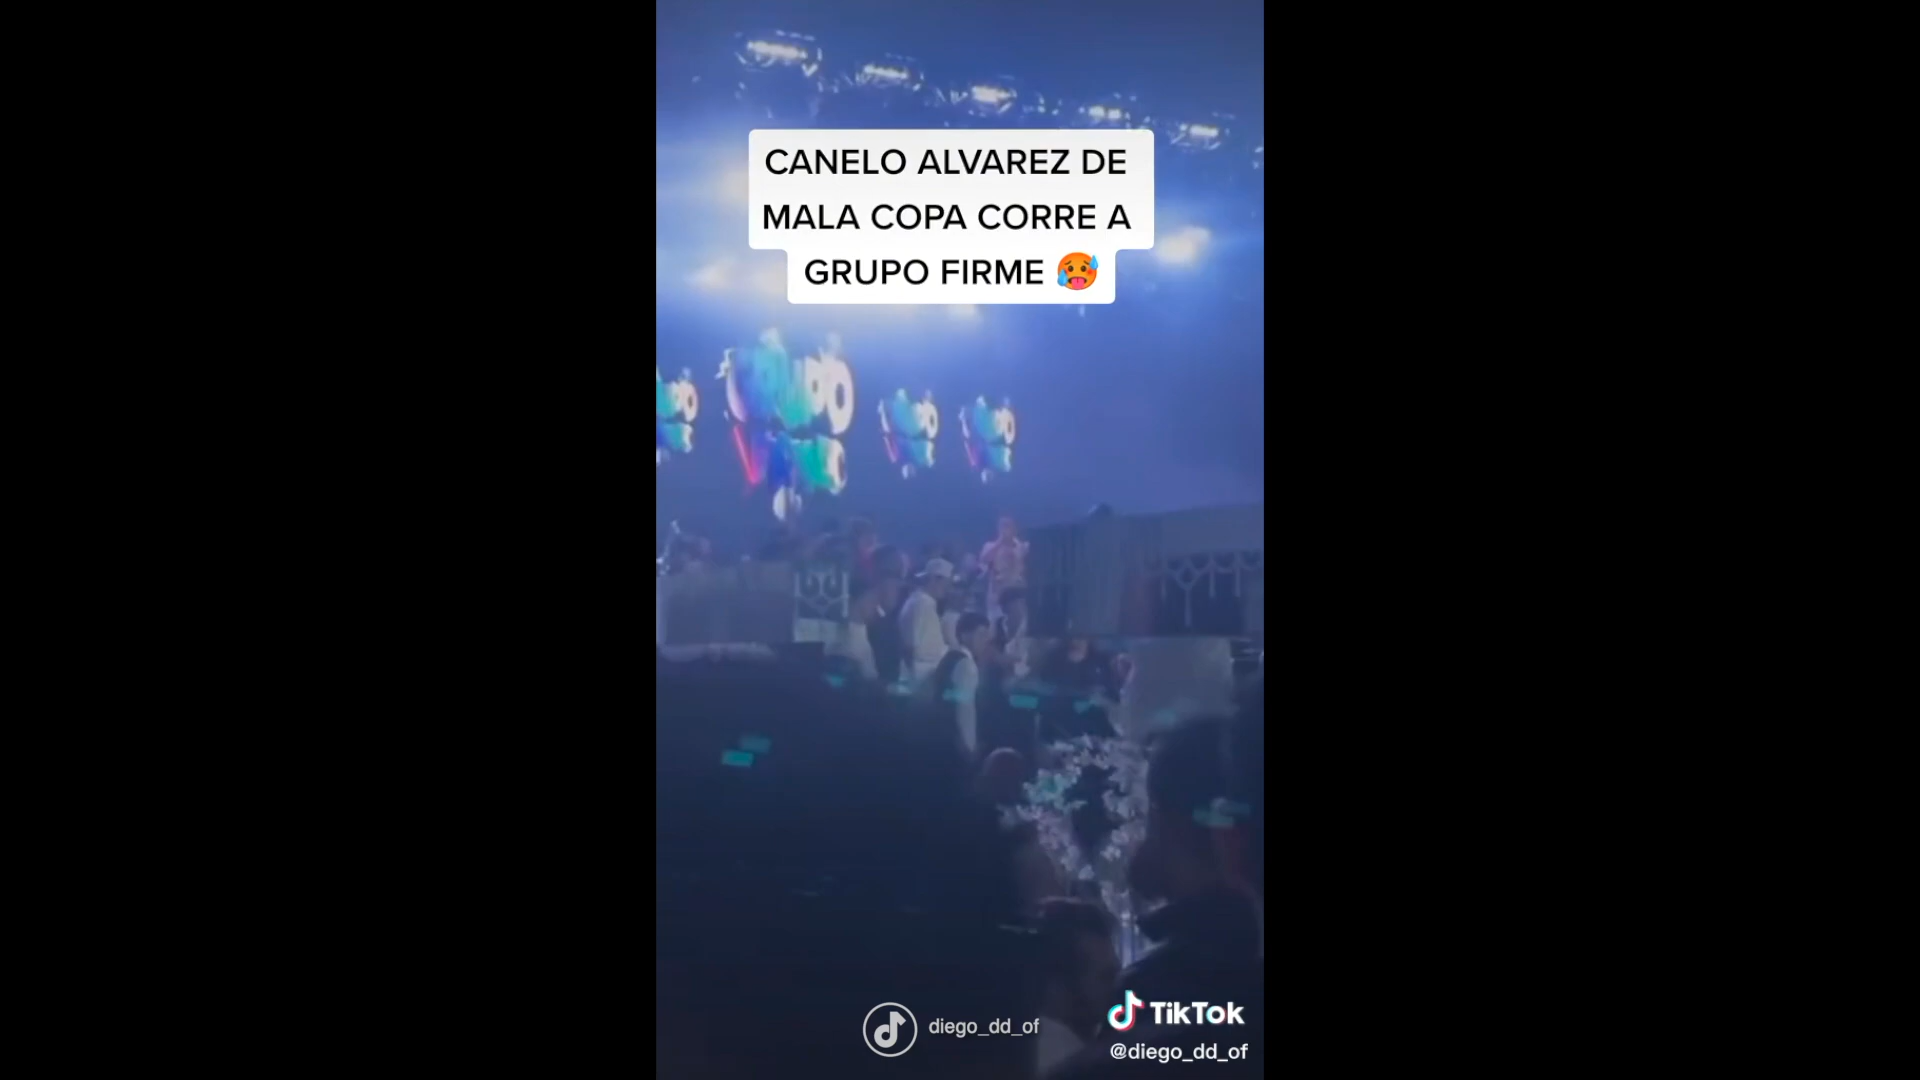 CANELO ALVAREZ DE
MALA COPA CORRE A
GRUPO FIRME 🥵
diego_dd_of
TikTok
@diego_dd_of